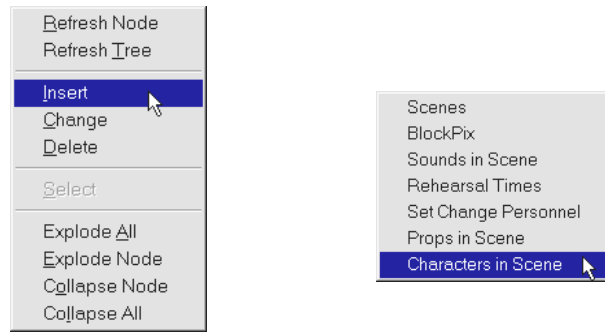 Refresh Node
Refresh Tree
Insert
Change
Delete
Select
Explode All
Explode Node
Collapse Node
Collapse All
Scenes
BlockPix
Sounds in Scene
Rehearsal Times
Set Change Personnel
Props in Scene
Characters in Scene